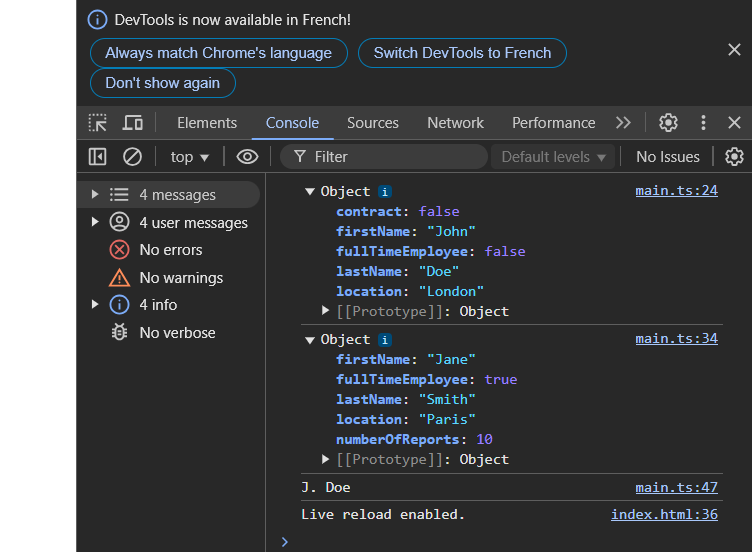 DevTools is now available in French!
Always match Chrome's language
Switch DevTools to French
Don't show again
Elements Console Sources Network Performance
top Filter Default levels No Issues
4 messages
4 user messages
No errors
No warnings
4 info
No verbose
Object i main.ts:24
contract: false
firstName: "John"
fullTimeEmployee: false
lastName: "Doe"
location: "London"
[[Prototype]]: Object
Object i main.ts:34
firstName: "Jane"
fullTimeEmployee: true
lastName: "Smith"
location: "Paris"
numberOfReports: 10
[[Prototype]]: Object
J. Doe main.ts:47
Live reload enabled. index.html:36